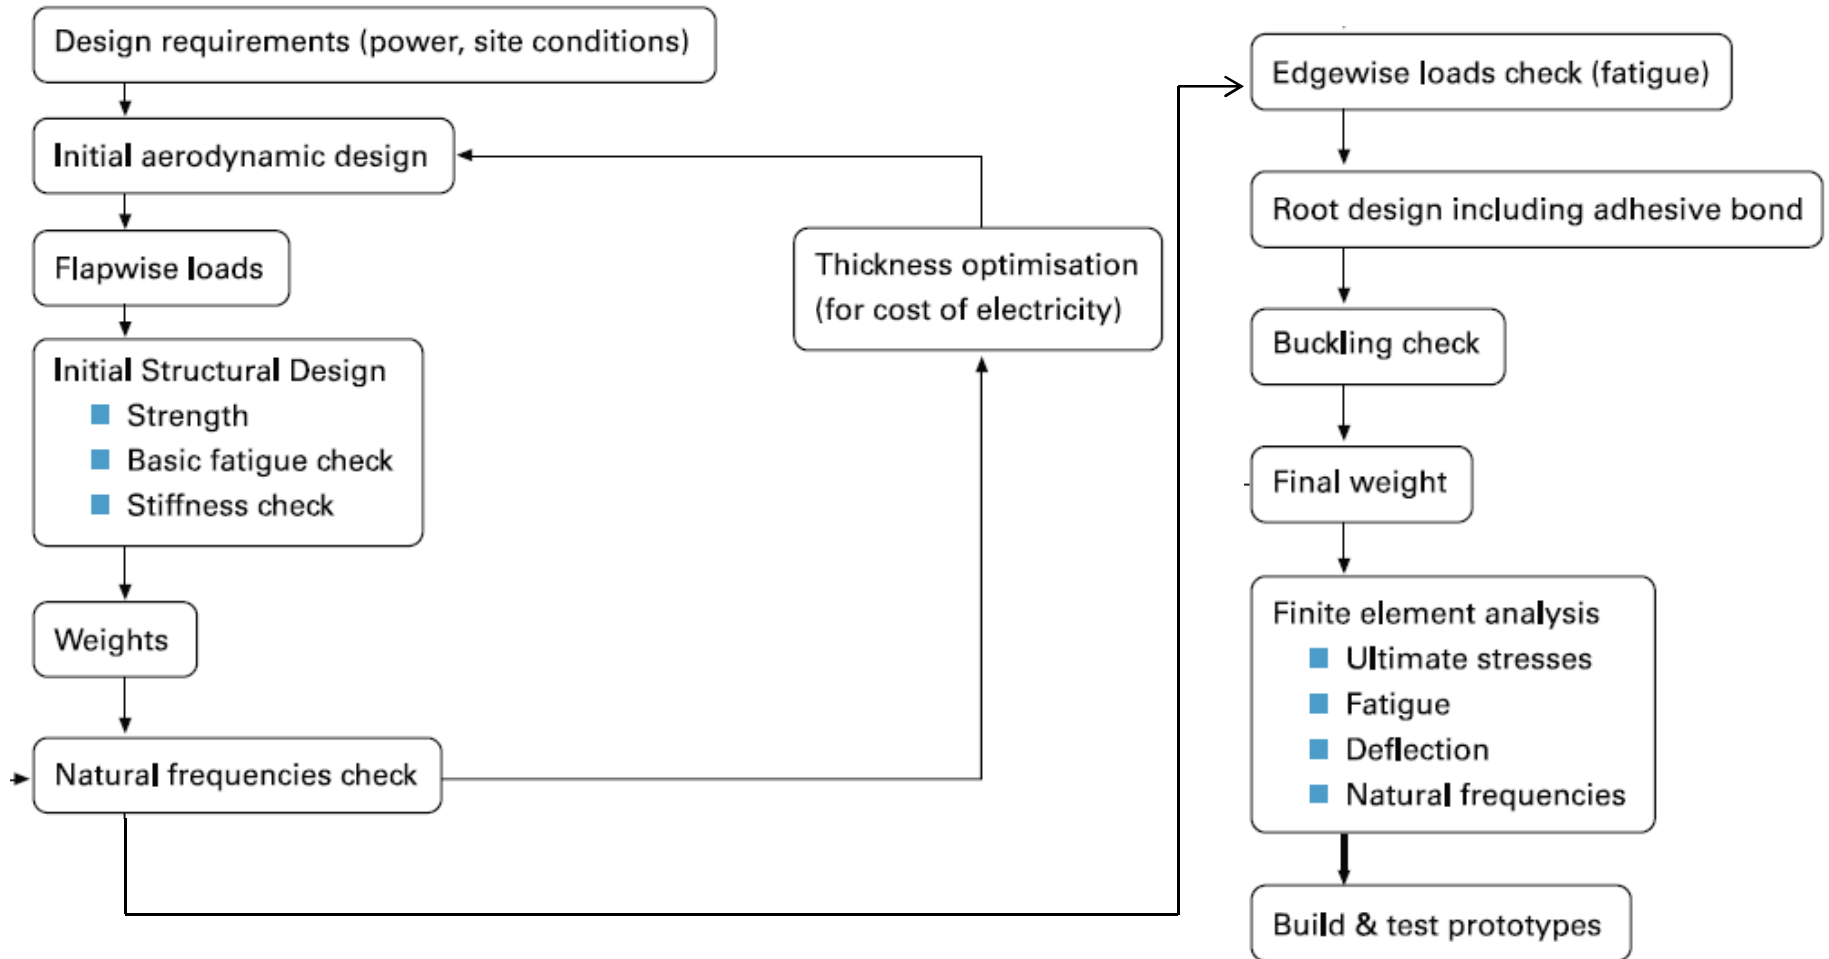 Design requirements (power, site conditions)
Initial aerodynamic design
Flapwise loads
Initial Structural Design
Strength
Basic fatigue check
Stiffness check
Weights
Natural frequencies check
Thickness optimisation
(for cost of electricity)
Edgewise loads check (fatigue)
Root design including adhesive bond
Buckling check
Final weight
Finite element analysis
Ultimate stresses
Fatigue
Deflection
Natural frequencies
Build & test prototypes